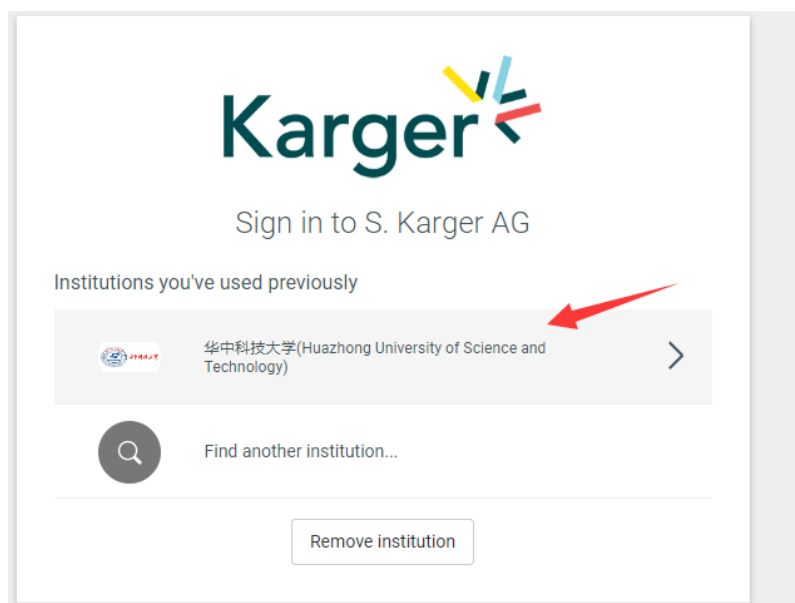 Karger
Sign in to S. Karger AG
Institutions you've used previously
华中科技大学(Huazhong University of Science and
Technology)
Find another institution...
Remove institution